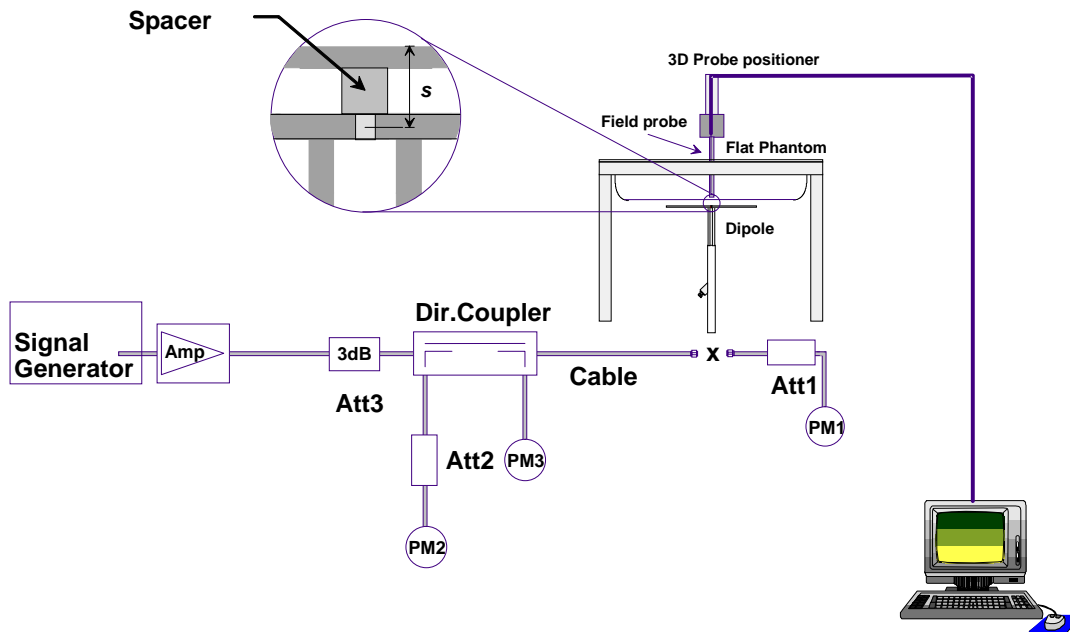 Spacer
s
3D Probe positioner
Field probe
Flat Phantom
Dipole
Signal
Generator
Amp
3dB
Att3
Dir.Coupler
Cable
x
Att1
PM1
Att2
PM3
PM2